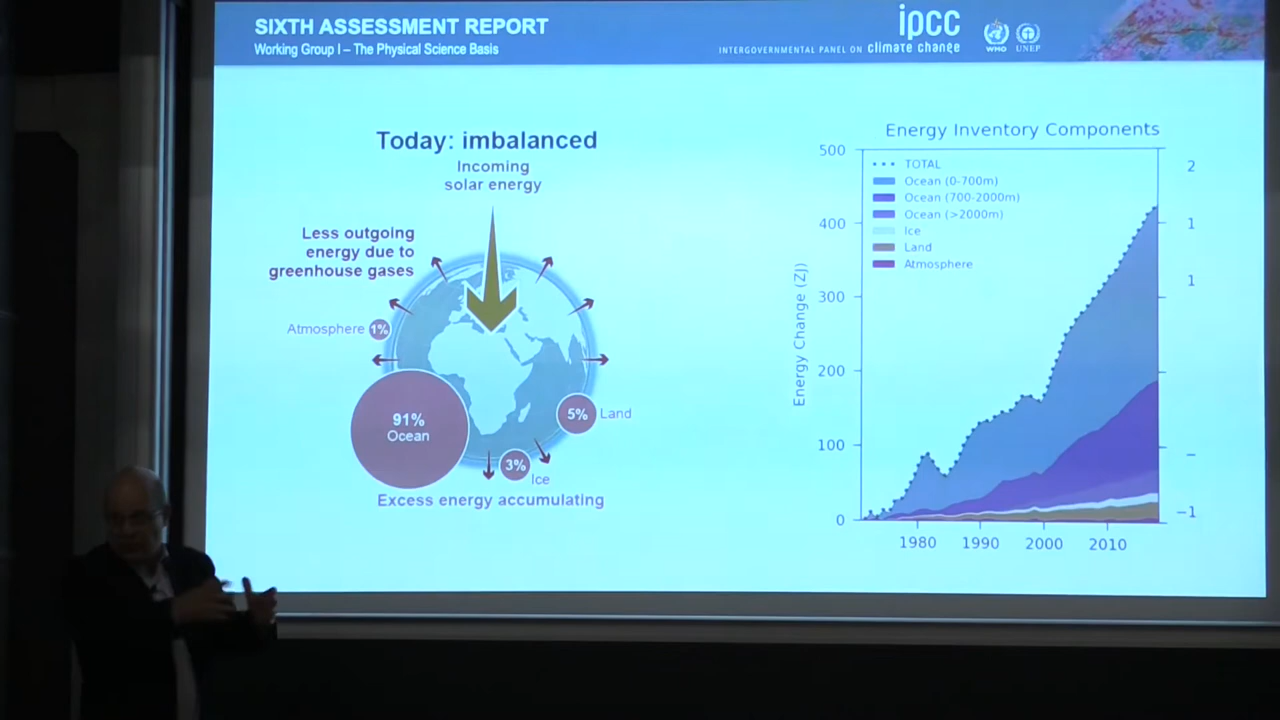 SIXTH ASSESSMENT REPORT
Working Group I – The Physical Science Basis
ipcc
INTERGOVERNMENTAL PANEL ON climate change
WMO
UNEP
Today: imbalanced
Incoming
solar energy
Less outgoing
energy due to
greenhouse gases
Atmosphere 1%
91%
Ocean
5% Land
3%
Ice
Excess energy accumulating
Energy Inventory Components
TOTAL
Ocean (0-700m)
Ocean (700-2000m)
Ocean (>2000m)
Ice
Land
Atmosphere
Energy Change (ZJ)
500
400
300
200
100
0
1980 1990 2000 2010
2
1
1
–
−1